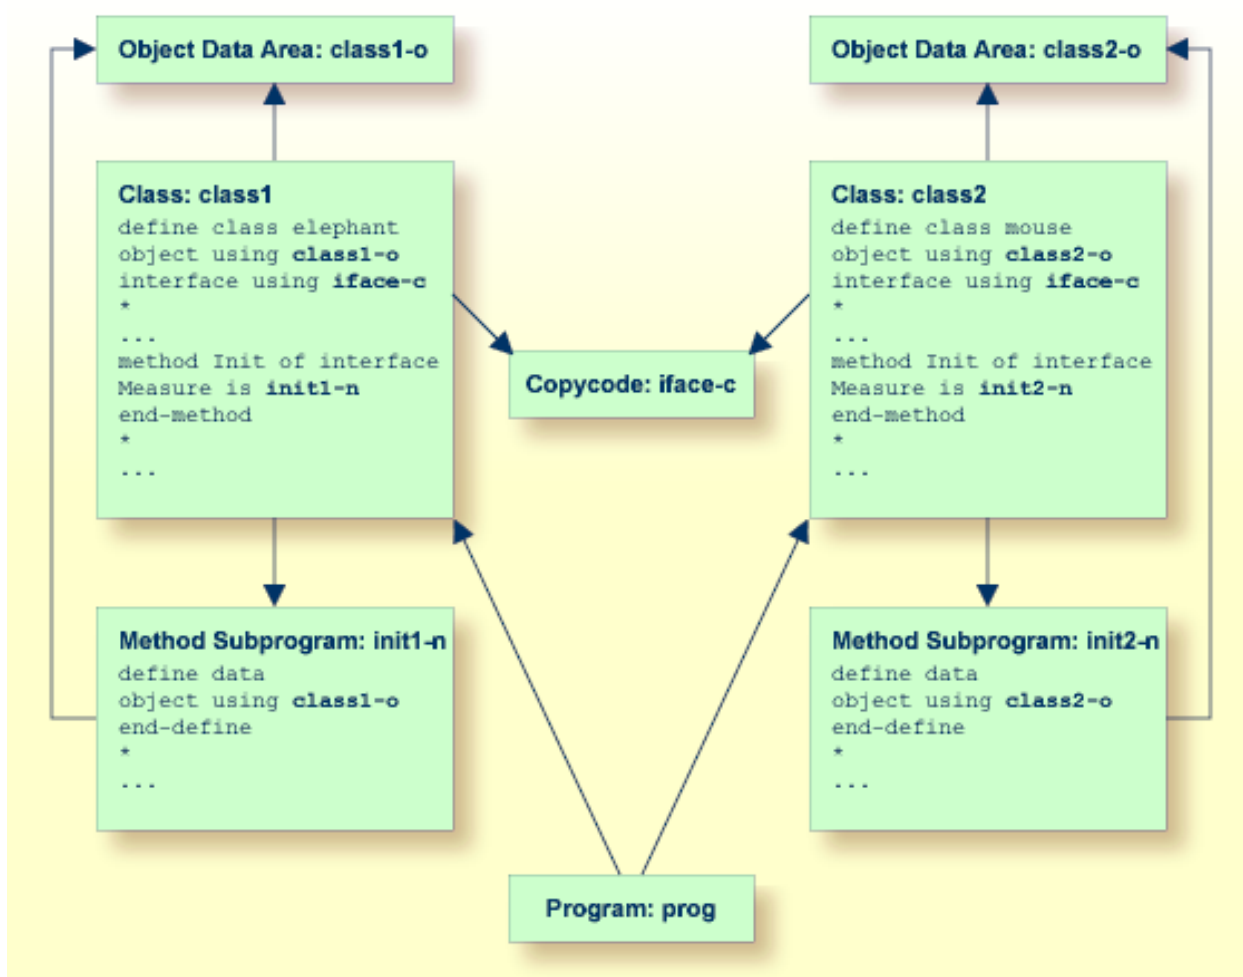 Object Data Area: class1-o
Object Data Area: class2-o
Class: class1
define class elephant
object using class1-o
interface using iface-c
*
...
method Init of interface
Measure is init1-n
end-method
*
...
Class: class2
define class mouse
object using class2-o
interface using iface-c
*
...
method Init of interface
Measure is init2-n
end-method
*
...
Copycode: iface-c
Method Subprogram: init1-n
define data
object using class1-o
end-define
*
...
Method Subprogram: init2-n
define data
object using class2-o
end-define
*
...
Program: prog